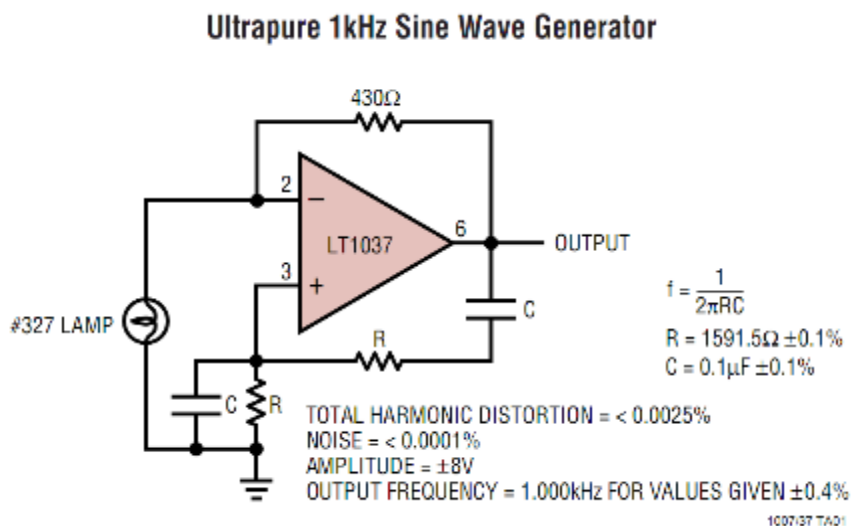 Ultrapure 1kHz Sine Wave Generator
430Ω
2
−
LT1037
6
OUTPUT
3
+
#327 LAMP
C
R
C
R
f = 1/2πRC
R = 1591.5Ω ±0.1%
C = 0.1µF ±0.1%
TOTAL HARMONIC DISTORTION = < 0.0025%
NOISE = < 0.0001%
AMPLITUDE = ±8V
OUTPUT FREQUENCY = 1.000kHz FOR VALUES GIVEN ±0.4%
1007/37 TA01